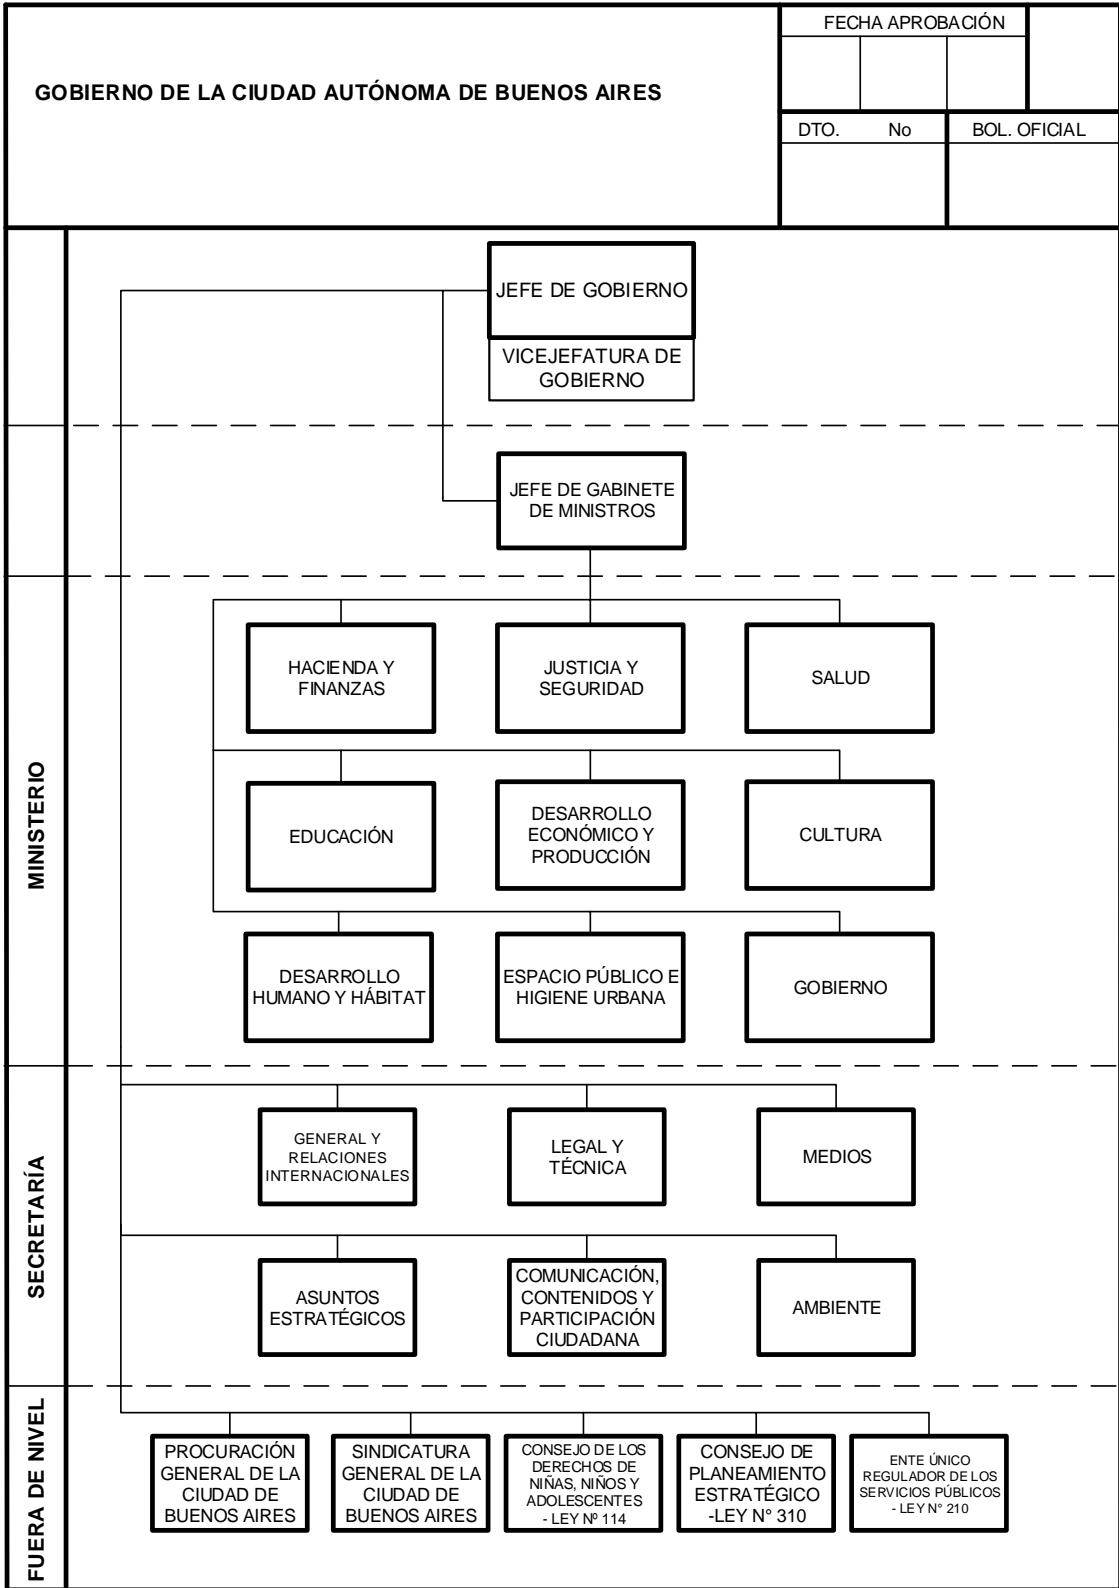 GOBIERNO DE LA CIUDAD AUTÓNOMA DE BUENOS AIRES
FECHA APROBACIÓN
DTO. No
BOL. OFICIAL
JEFE DE GOBIERNO
VICEJEFATURA DE
GOBIERNO
JEFE DE GABINETE
DE MINISTROS
MINISTERIO
HACIENDA Y
FINANZAS
JUSTICIA Y
SEGURIDAD
SALUD
EDUCACIÓN
DESARROLLO
ECONÓMICO Y
PRODUCCIÓN
CULTURA
DESARROLLO
HUMANO Y HÁBITAT
ESPACIO PÚBLICO E
HIGIENE URBANA
GOBIERNO
SECRETARÍA
GENERAL Y
RELACIONES
INTERNACIONALES
LEGAL Y
TÉCNICA
MEDIOS
ASUNTOS
ESTRATÉGICOS
COMUNICACIÓN,
CONTENIDOS Y
PARTICIPACIÓN
CIUDADANA
AMBIENTE
FUERA DE NIVEL
PROCURACIÓN
GENERAL DE LA
CIUDAD DE
BUENOS AIRES
SINDICATURA
GENERAL DE LA
CIUDAD DE
BUENOS AIRES
CONSEJO DE LOS
DERECHOS DE
NIÑAS, NIÑOS Y
ADOLESCENTES
- LEY Nº 114
CONSEJO DE
PLANEAMIENTO
ESTRATÉGICO
-LEY N° 310
ENTE ÚNICO
REGULADOR DE LOS
SERVICIOS PÚBLICOS
- LEY N° 210